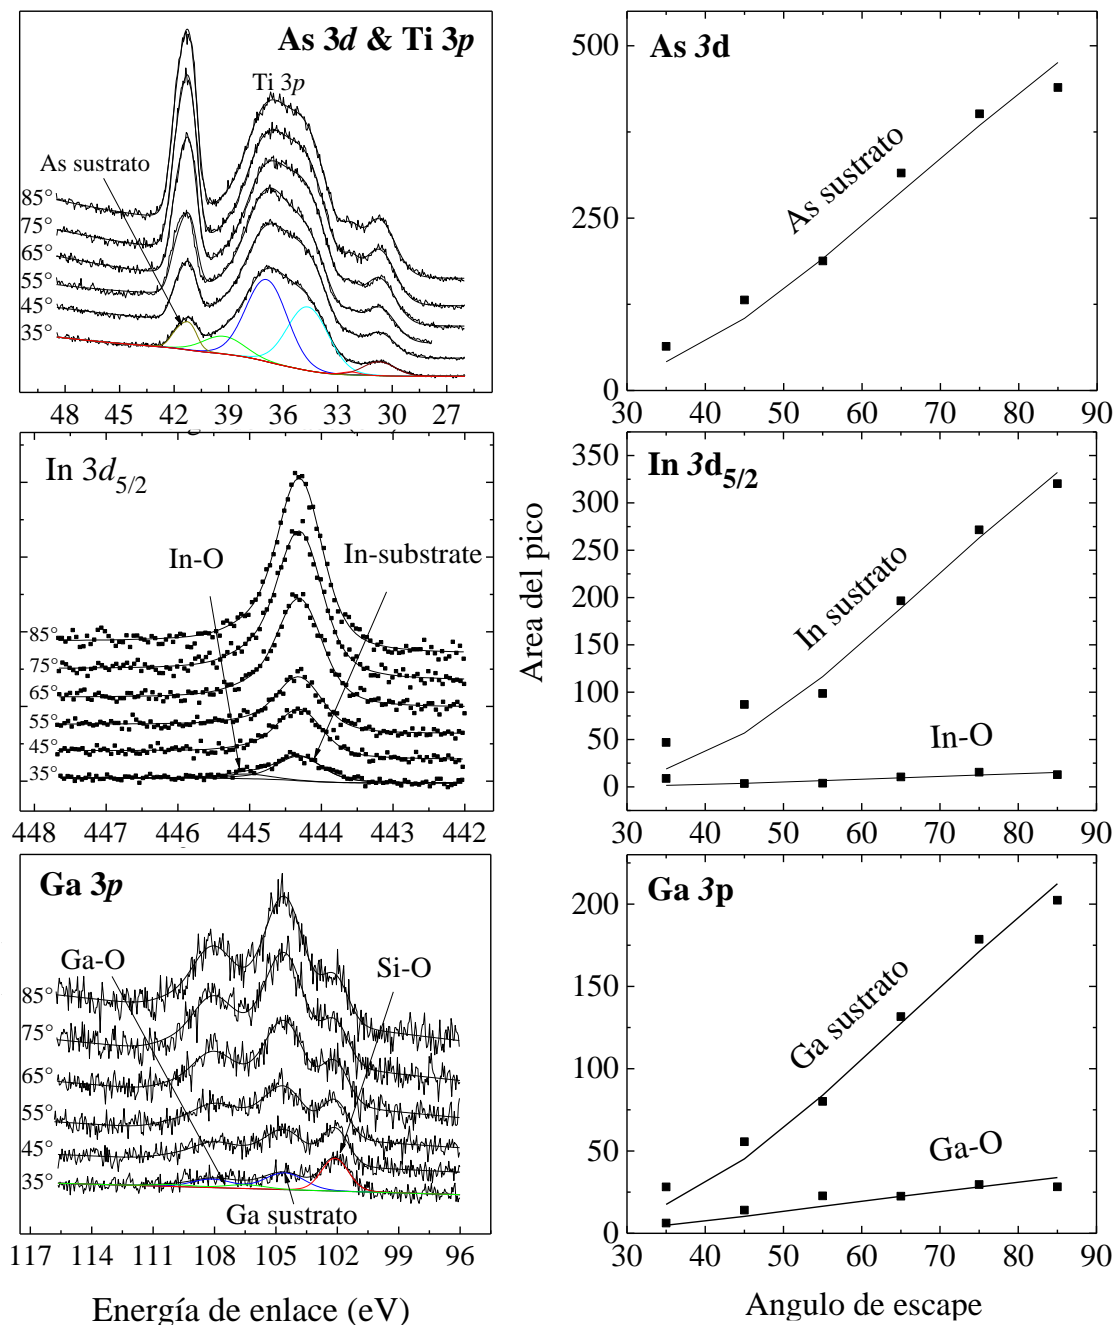 As 3d & Ti 3p
Ti 3p
As sustrato
85°
75°
65°
55°
45°
35°
48 45 42 39 36 33 30 27
As 3d
500
250
0
As sustrato
30 40 50 60 70 80 90
In 3d5/2
In-O
In-substrate
85°
75°
65°
55°
45°
35°
448 447 446 445 444 443 442
In 3d5/2
350
300
250
200
150
100
50
0
In sustrato
In-O
30 40 50 60 70 80 90
Area del pico
Ga 3p
Ga-O
Si-O
85°
75°
65°
55°
45°
35°
Ga sustrato
117 114 111 108 105 102 99 96
Energía de enlace (eV)
Ga 3p
200
150
100
50
0
Ga sustrato
Ga-O
30 40 50 60 70 80 90
Angulo de escape